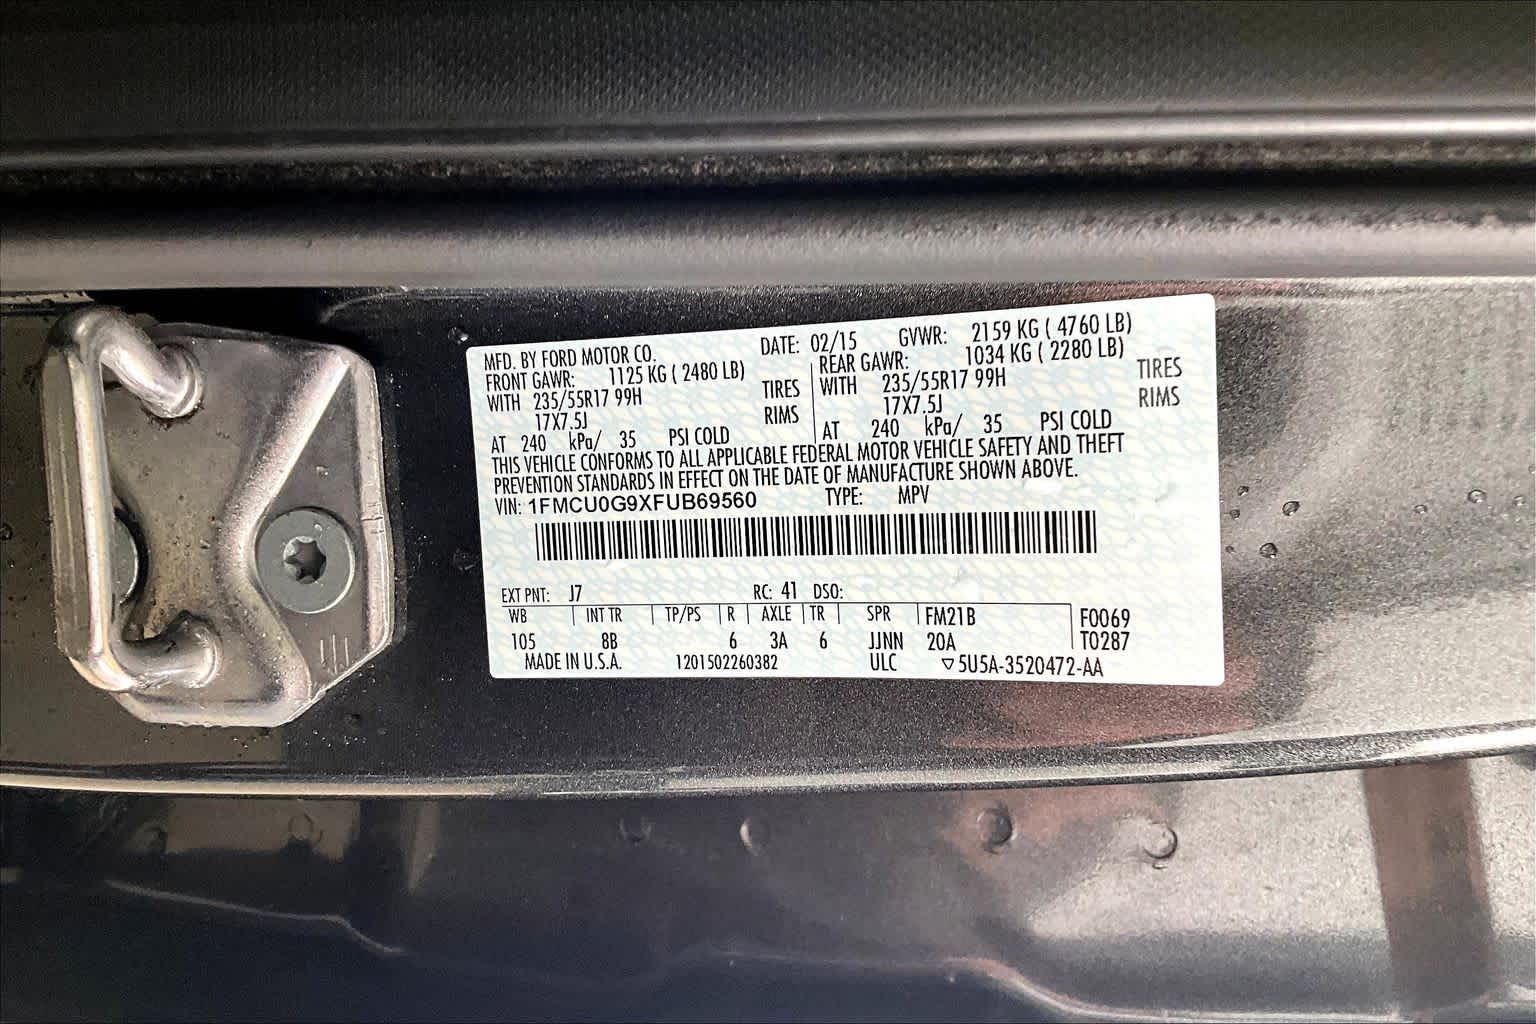 MFD. BY FORD MOTOR CO. DATE: 02/15 GVWR: 2159 KG ( 4760 LB)
FRONT GAWR: 1125 KG ( 2480 LB) REAR GAWR: 1034 KG ( 2280 LB)
WITH 235/55R17 99H TIRES WITH 235/55R17 99H TIRES
17X7.5J RIMS 17X7.5J RIMS
AT 240 kPa/ 35 PSI COLD AT 240 kPa/ 35 PSI COLD
THIS VEHICLE CONFORMS TO ALL APPLICABLE FEDERAL MOTOR VEHICLE SAFETY AND THEFT
PREVENTION STANDARDS IN EFFECT ON THE DATE OF MANUFACTURE SHOWN ABOVE.
VIN: 1FMCU0G9XFUB69560 TYPE: MPV
EXT PNT: J7 RC: 41 DSO:
WB INT TR TP/PS R AXLE TR SPR FM21B F0069
105 8B 6 3A 6 JJNN 20A T0287
MADE IN U.S.A. 1201502260382 ULC ▽5U5A-3520472-AA